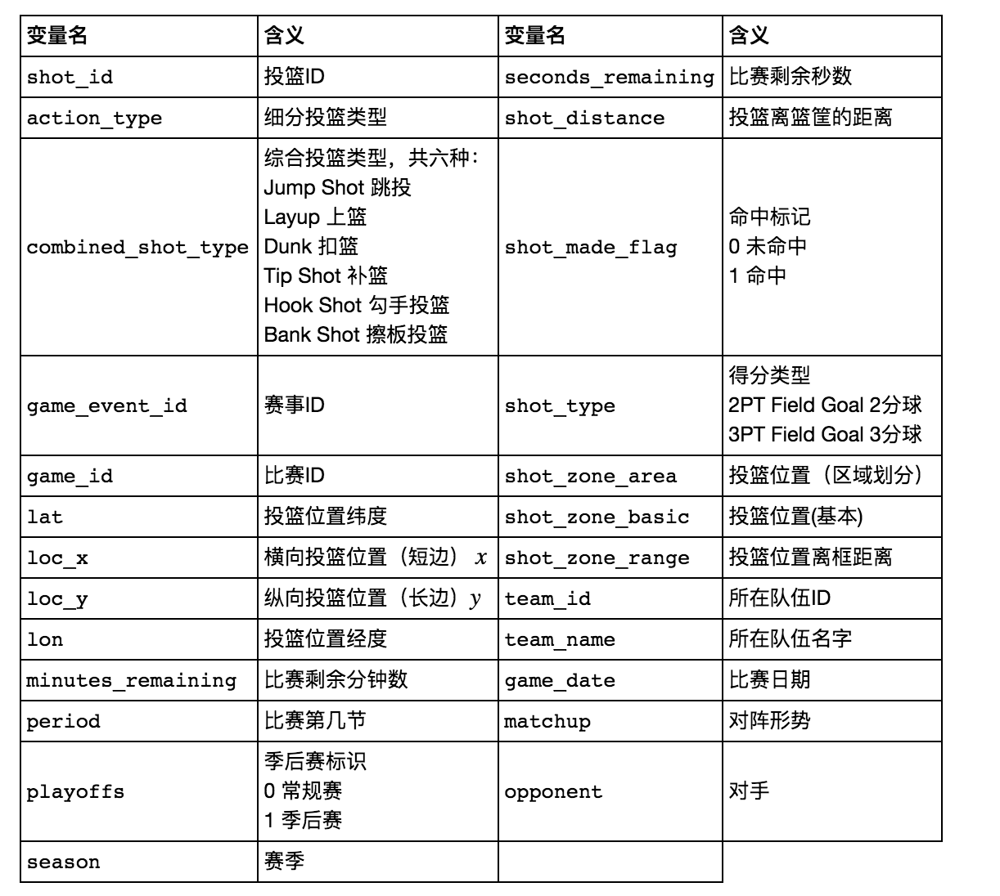 变量名 含义 变量名 含义
shot_id 投篮ID seconds_remaining 比赛剩余秒数
action_type 细分投篮类型 shot_distance 投篮离篮筐的距离
combined_shot_type
综合投篮类型，共六种：
Jump Shot 跳投
Layup 上篮
Dunk 扣篮
Tip Shot 补篮
Hook Shot 勾手投篮
Bank Shot 擦板投篮
shot_made_flag
命中标记
0 未命中
1 命中
game_event_id 赛事ID shot_type
得分类型
2PT Field Goal 2分球
3PT Field Goal 3分球
game_id 比赛ID shot_zone_area 投篮位置（区域划分）
lat 投篮位置纬度 shot_zone_basic 投篮位置(基本)
loc_x 横向投篮位置（短边） x shot_zone_range 投篮位置离框距离
loc_y 纵向投篮位置（长边）y team_id 所在队伍ID
lon 投篮位置经度 team_name 所在队伍名字
minutes_remaining 比赛剩余分钟数 game_date 比赛日期
period 比赛第几节 matchup 对阵形势
playoffs
季后赛标识
0 常规赛
1 季后赛
opponent 对手
season 赛季